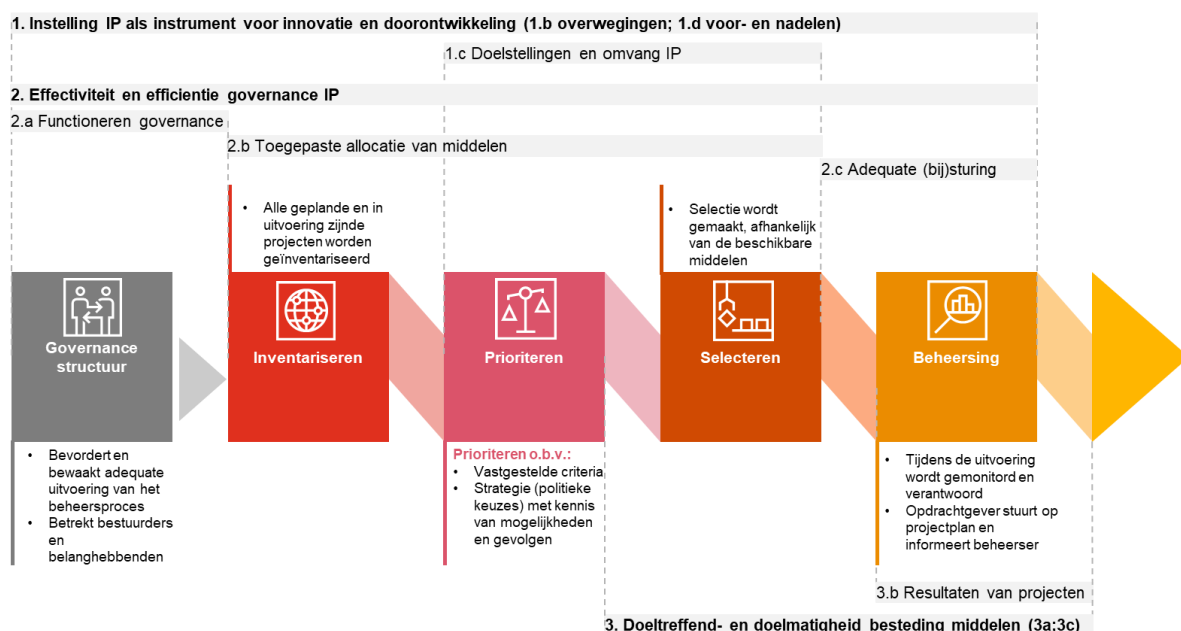 1. Instelling IP als instrument voor innovatie en doorontwikkeling (1.b overwegingen; 1.d voor- en nadelen)
1.c Doelstellingen en omvang IP
2. Effectiviteit en efficientie governance IP
2.a Functioneren governance
2.b Toegepaste allocatie van middelen
2.c Adequate (bij)sturing
• Alle geplande en in
uitvoering zijnde
projecten worden
geïnventariseerd
• Selectie wordt
gemaakt, afhankelijk
van de beschikbare
middelen
Governance
structuur
Inventariseren
Prioriteren
Selecteren
Beheersing
• Bevordert en
bewaakt adequate
uitvoering van het
beheersproces
• Betrekt bestuurders
en
belanghebbenden
Prioriteren o.b.v.:
• Vastgestelde criteria
• Strategie (politieke
keuzes) met kennis
van mogelijkheden
en gevolgen
• Tijdens de uitvoering
wordt gemonitord en
verantwoord
• Opdrachtgever stuurt op
projectplan en
informeert beheerser
3.b Resultaten van projecten
3. Doeltreffend- en doelmatigheid besteding middelen (3a;3c)